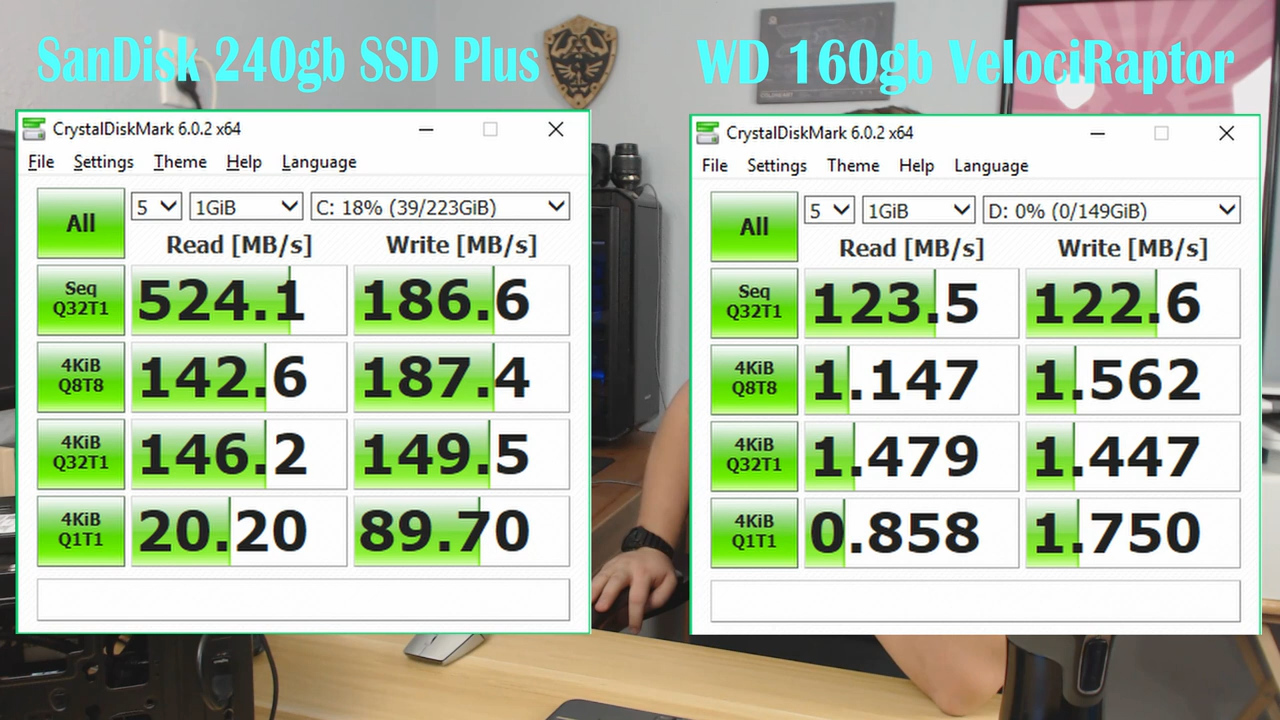 SanDisk 240gb SSD Plus
CrystalDiskMark 6.0.2 x64
File Settings Theme Help Language
All
5 1GiB C: 18% (39/223GiB)
Read [MB/s] Write [MB/s]
Seq
Q32T1
524.1 186.6
4KiB
Q8T8
142.6 187.4
4KiB
Q32T1
146.2 149.5
4KiB
Q1T1
20.20 89.70
WD 160gb VelociRaptor
CrystalDiskMark 6.0.2 x64
File Settings Theme Help Language
All
5 1GiB D: 0% (0/149GiB)
Read [MB/s] Write [MB/s]
Seq
Q32T1
123.5 122.6
4KiB
Q8T8
1.147 1.562
4KiB
Q32T1
1.479 1.447
4KiB
Q1T1
0.858 1.750